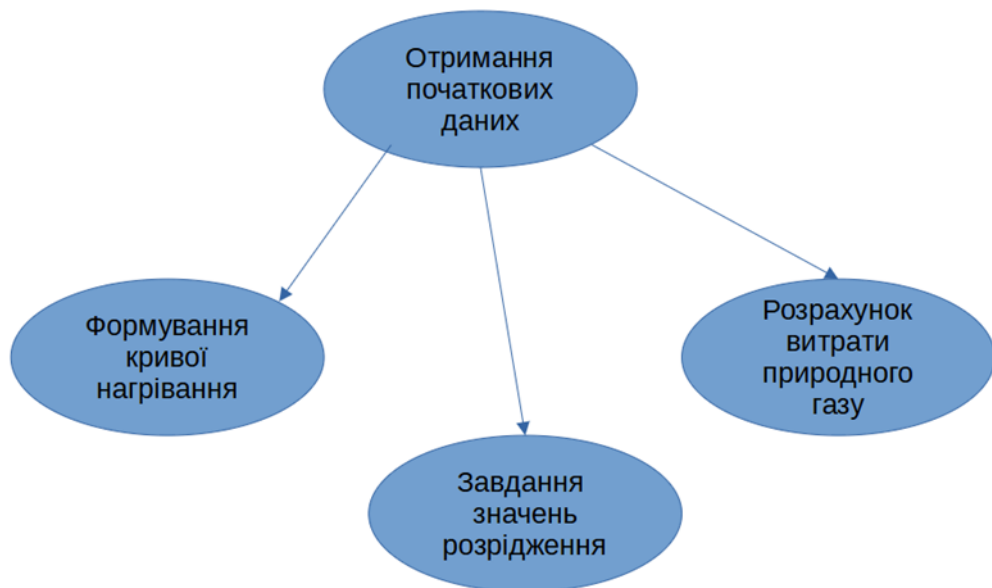 Отримання
початкових
даних
Формування
кривої
нагрівання
Розрахунок
витрати
природного
газу
Завдання
значень
розрідження